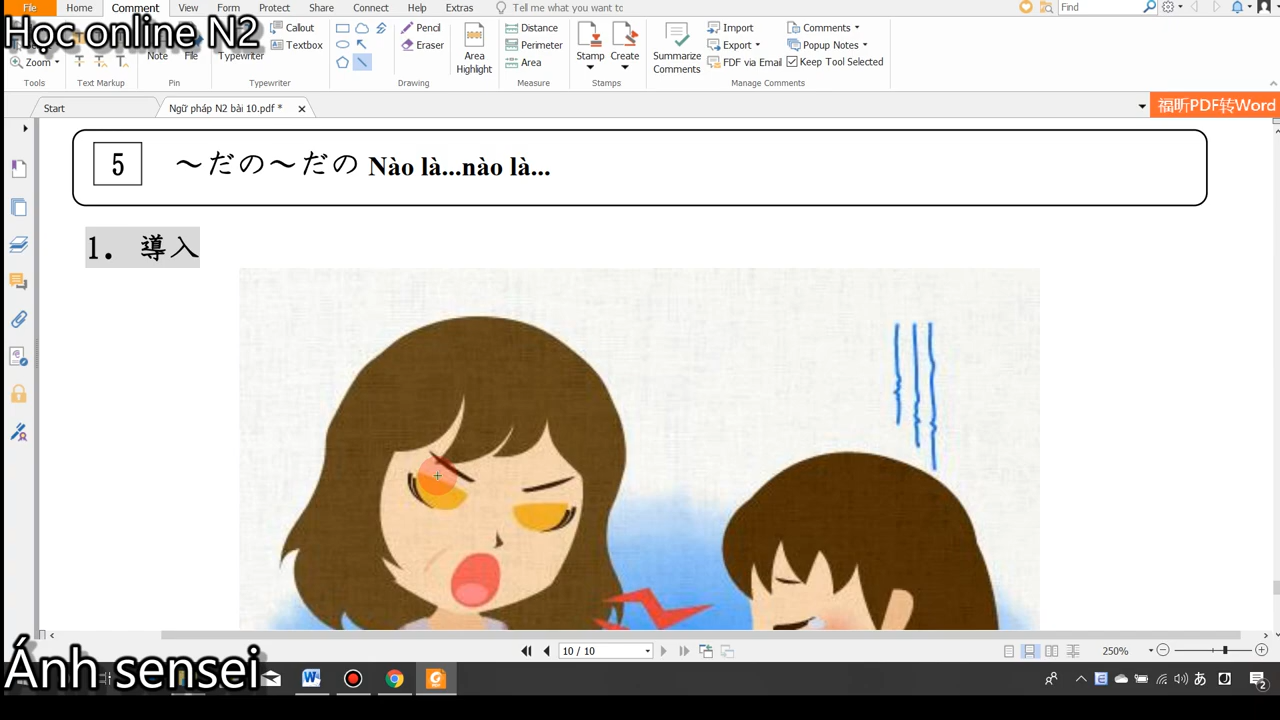 File Home Comment View Form Protect Share Connect Help Extras Tell me what you want tc Find
Học online N2
Callout Pencil Distance Import Comments
Textbox Eraser Perimeter Export Popup Notes
Note File Typewriter Area Highlight Area Stamp Create Summarize Comments FDF via Email Keep Tool Selected
Zoom
Tools Text Markup Pin Typewriter Drawing Measure Stamps Manage Comments
Start Ngữ pháp N2 bài 10.pdf * 福昕PDF转Word
5 ～だの～だの Nào là...nào là...
1. 導入
10 / 10 250%
Ánh sensei
あ 2